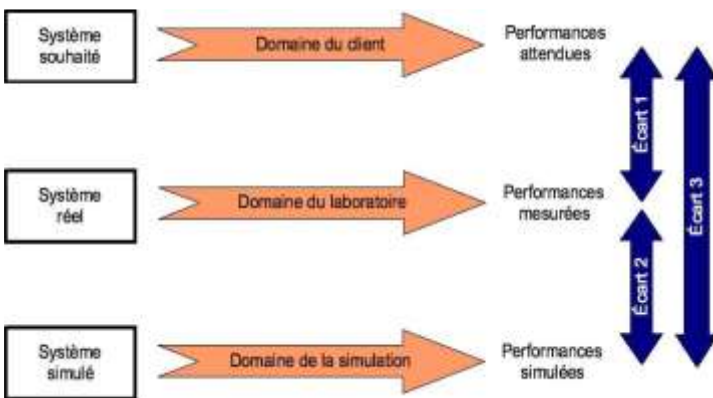 Système
souhaité
Domaine du client
Performances
attendues
Écart 1
Écart 3
Système
réel
Domaine du laboratoire
Performances
mesurées
Écart 2
Système
simulé
Domaine de la simulation
Performances
simulées